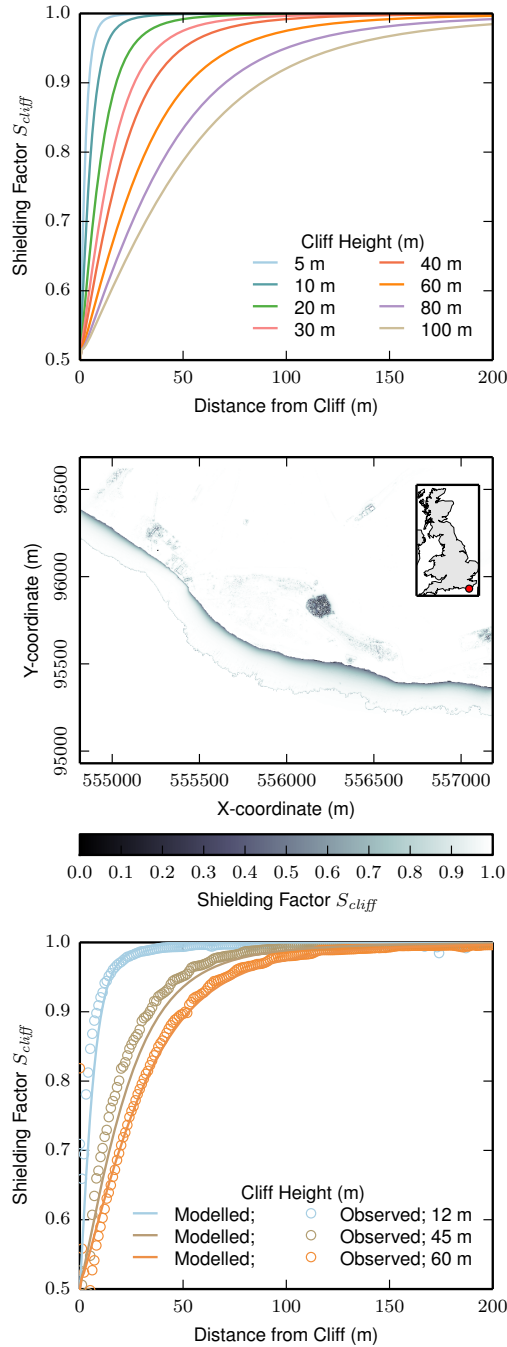 1.0
0.9
0.8
0.7
0.6
0.5
Shielding Factor S_cliff
Cliff Height (m)
5 m 40 m
10 m 60 m
20 m 80 m
30 m 100 m
0 50 100 150 200
Distance from Cliff (m)
96500
96000
95500
95000
Y-coordinate (m)
555000 555500 556000 556500 557000
X-coordinate (m)
0.0 0.1 0.2 0.3 0.4 0.5 0.6 0.7 0.8 0.9 1.0
Shielding Factor S_cliff
1.0
0.9
0.8
0.7
0.6
0.5
Shielding Factor S_cliff
Cliff Height (m)
Modelled; Observed; 12 m
Modelled; Observed; 45 m
Modelled; Observed; 60 m
0 50 100 150 200
Distance from Cliff (m)